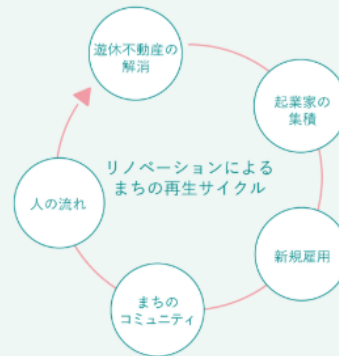 遊休不動産の
解消
起業家の
集積
リノベーションによる
まちの再生サイクル
人の流れ
新規雇用
まちの
コミュニティ